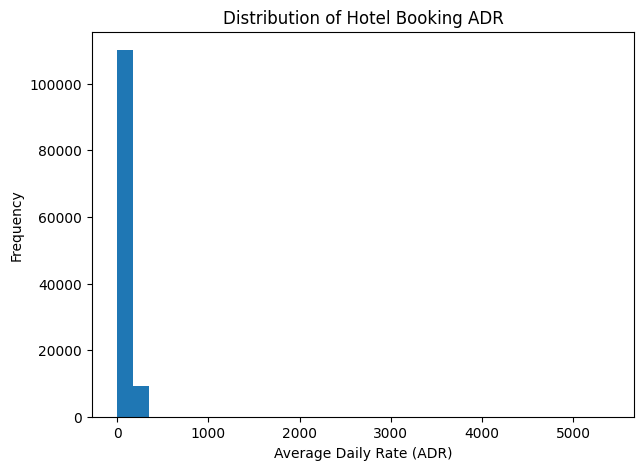 Distribution of Hotel Booking ADR
Frequency
100000
80000
60000
40000
20000
0
0 1000 2000 3000 4000 5000
Average Daily Rate (ADR)